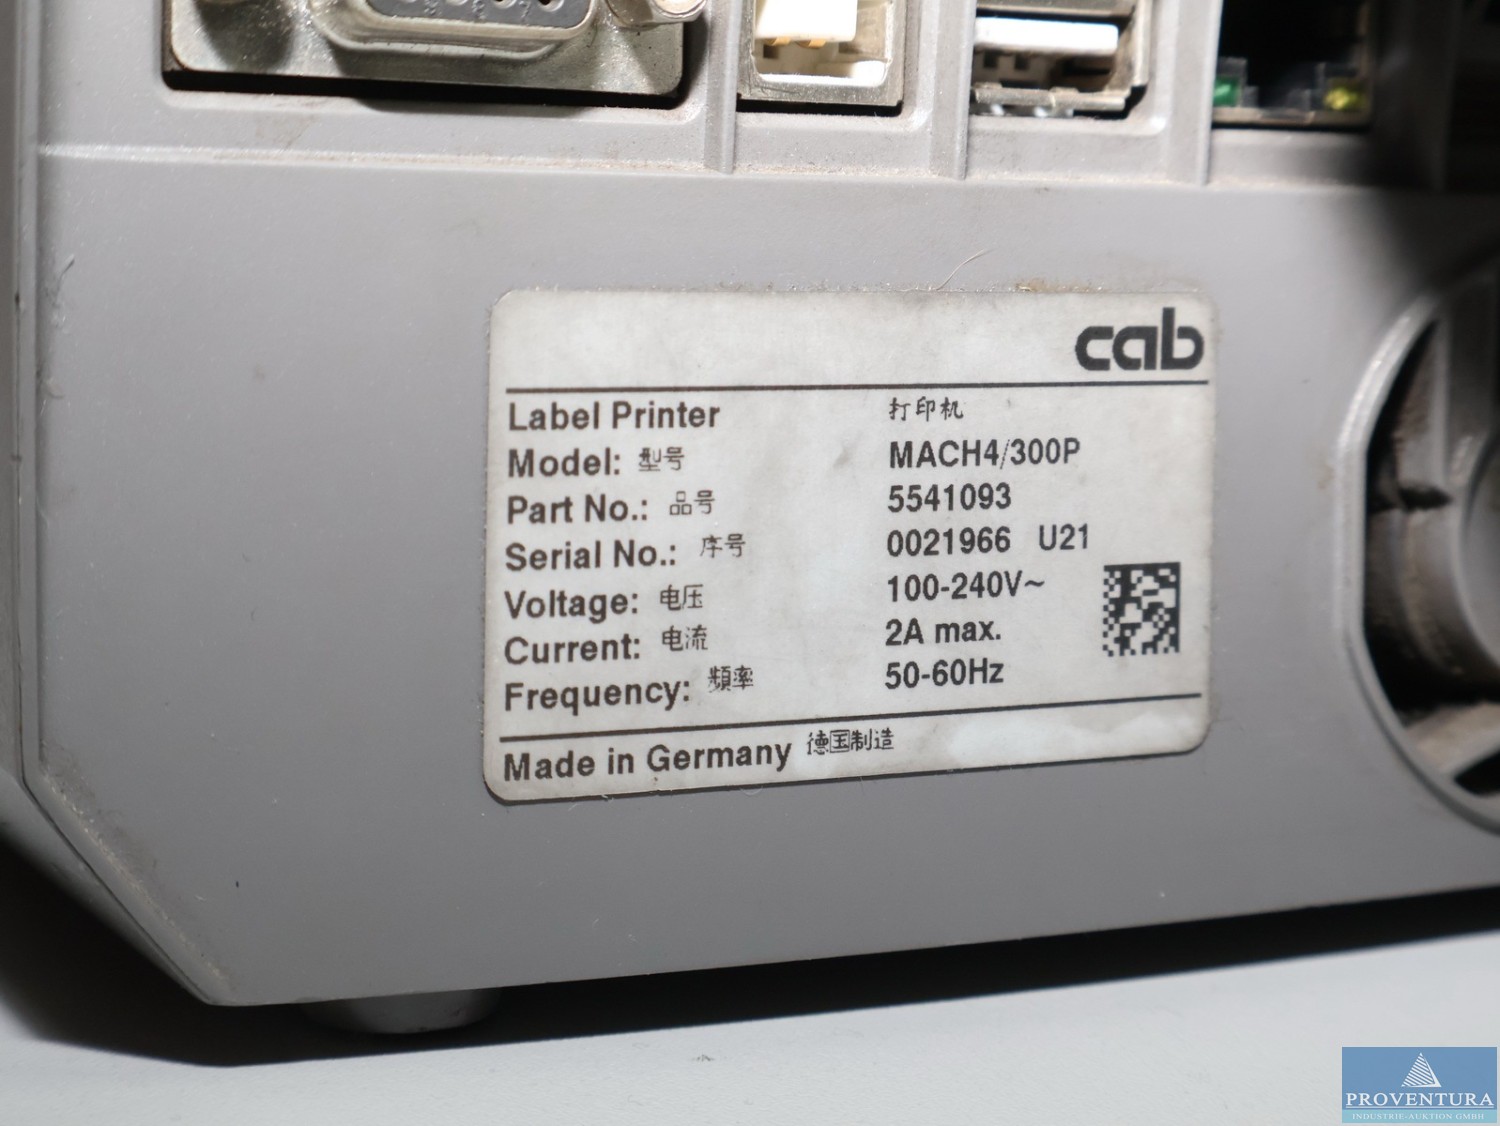 cab
Label Printer 打印机
Model: 型号 MACH4/300P
Part No.: 品号 5541093
Serial No.: 序号 0021966 U21
Voltage: 电压 100-240V~
Current: 电流 2A max.
Frequency: 頻率 50-60Hz
Made in Germany 德国制造
PROVENTURA
INDUSTRIE-AUKTION GMBH